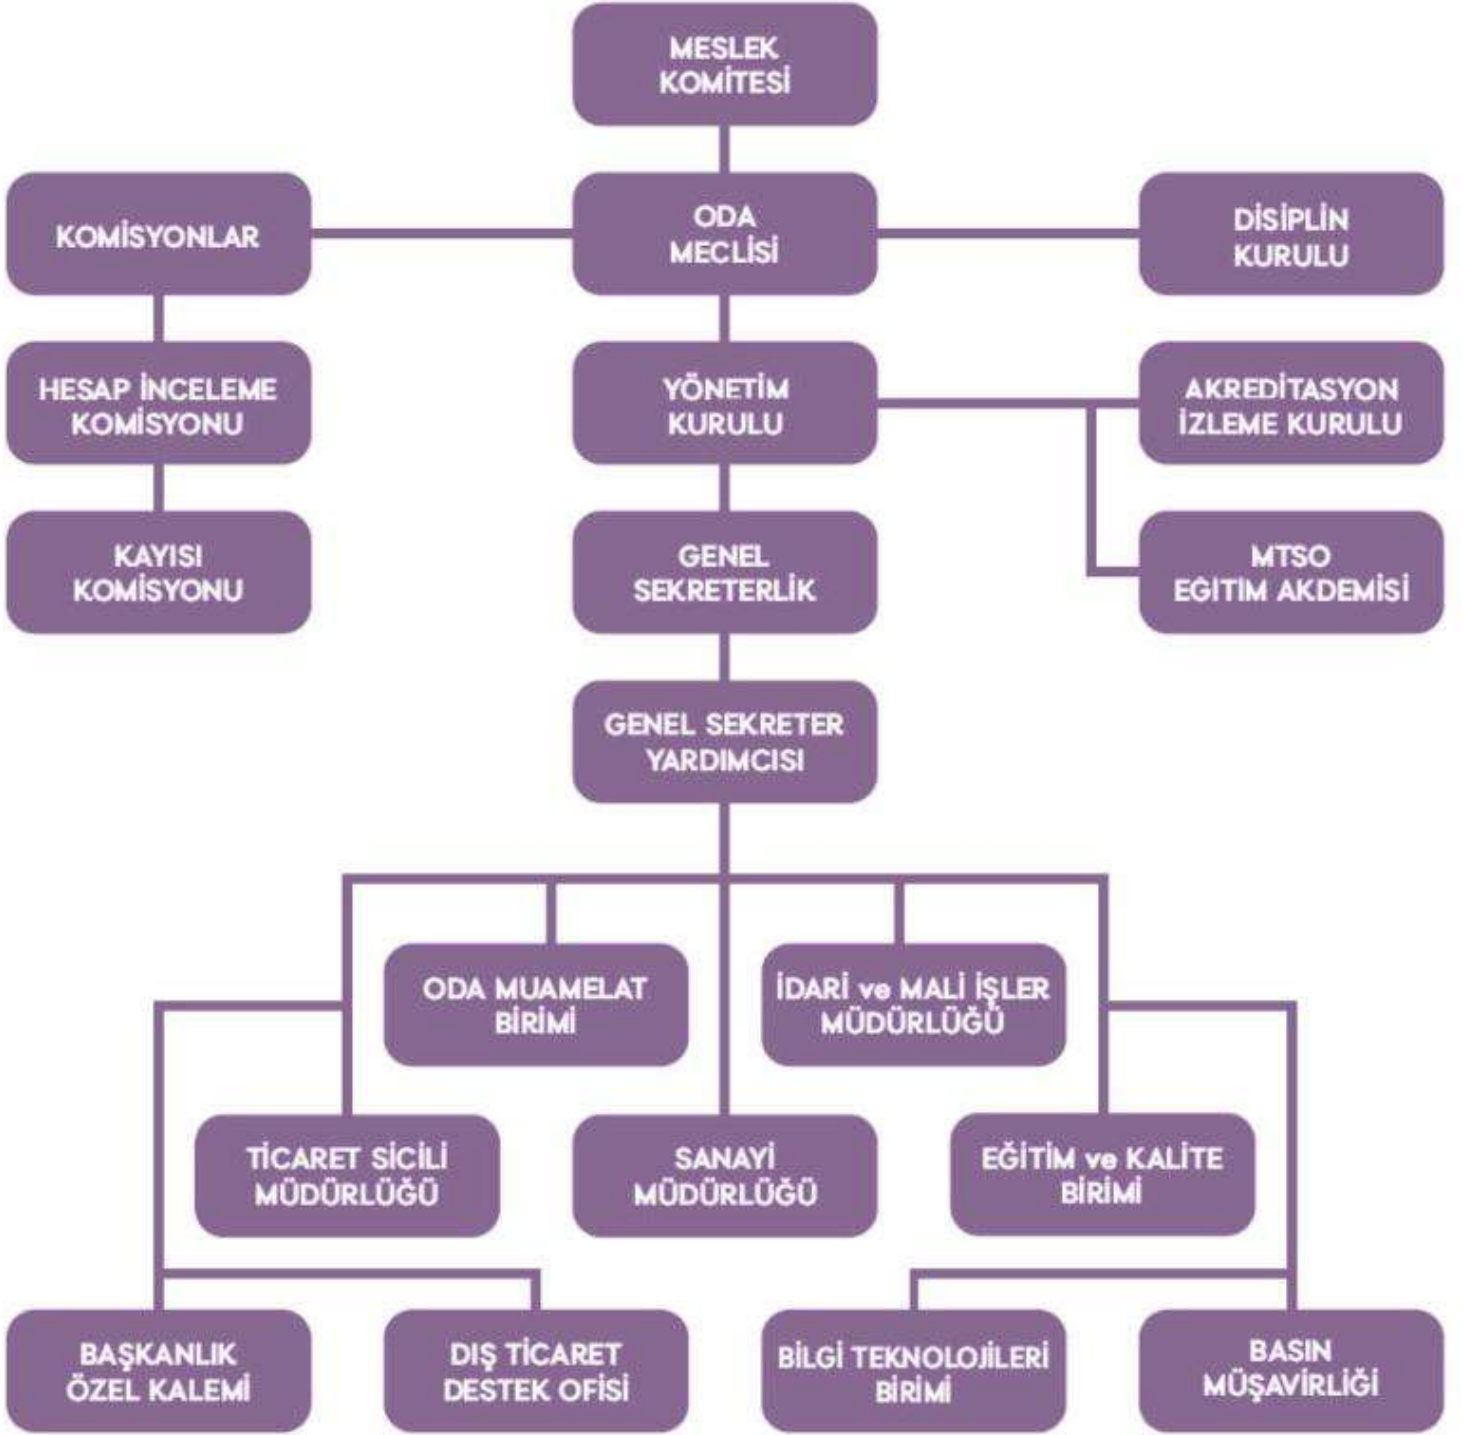 MESLEK
KOMİTESİ
KOMİSYONLAR
ODA
MECLİSİ
DİSİPLİN
KURULU
HESAP İNCELEME
KOMİSYONU
YÖNETİM
KURULU
AKREDİTASYON
İZLEME KURULU
KAYISI
KOMİSYONU
GENEL
SEKRETERLİK
MTSO
EĞİTİM AKDEMİSİ
GENEL SEKRETER
YARDIMCISI
ODA MUAMELAT
BİRİMİ
İDARİ ve MALİ İŞLER
MÜDÜRLÜĞÜ
TİCARET SİCİLİ
MÜDÜRLÜĞÜ
SANAYİ
MÜDÜRLÜĞÜ
EĞİTİM ve KALİTE
BİRİMİ
BAŞKANLIK
ÖZEL KALEMİ
DIŞ TİCARET
DESTEK OFİSİ
BİLGİ TEKNOLOJİLERİ
BİRİMİ
BASIN
MÜŞAVİRLİĞİ